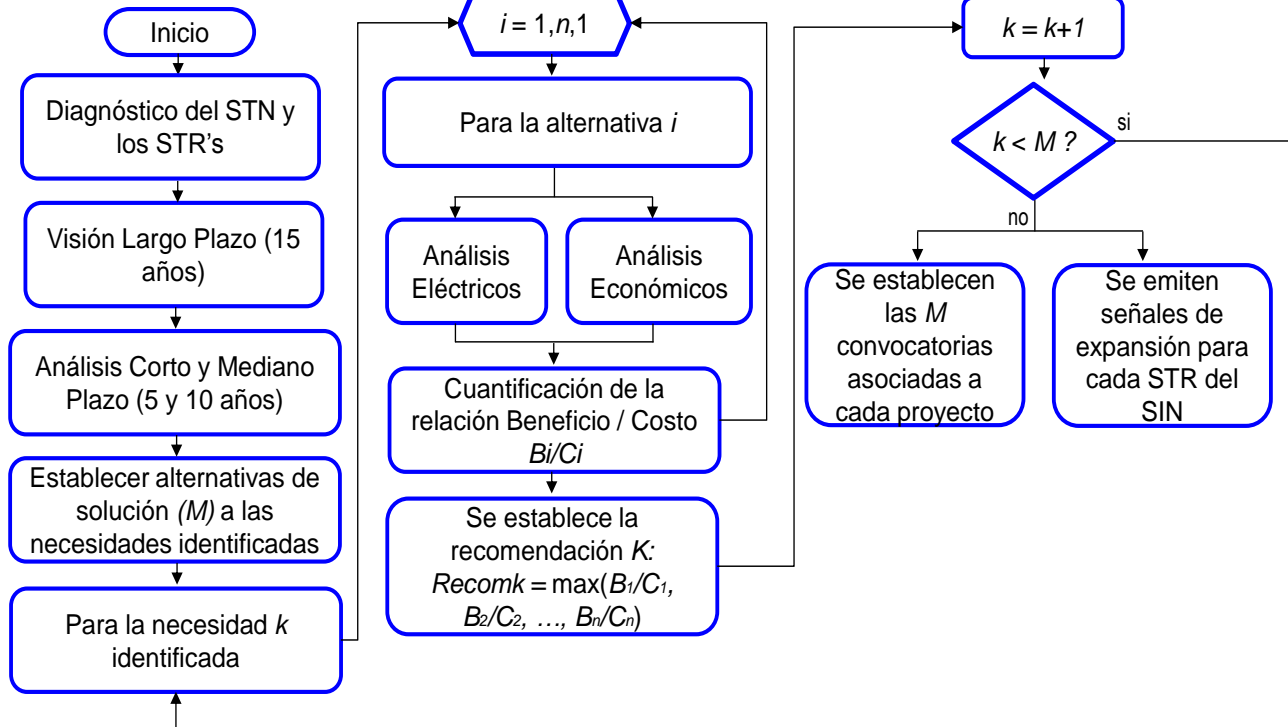 Inicio
Diagnóstico del STN y
los STR's
Visión Largo Plazo (15
años)
Análisis Corto y Mediano
Plazo (5 y 10 años)
Establecer alternativas de
solución (M) a las
necesidades identificadas
Para la necesidad k
identificada
i = 1,n,1
Para la alternativa i
Análisis
Eléctricos
Análisis
Económicos
Cuantificación de la
relación Beneficio / Costo
Bi/Ci
Se establece la
recomendación K:
Recomk = max(B1/C1,
B2/C2, …, Bn/Cn)
k = k+1
k < M ?
si
no
Se establecen
las M
convocatorias
asociadas a
cada proyecto
Se emiten
señales de
expansión para
cada STR del
SIN